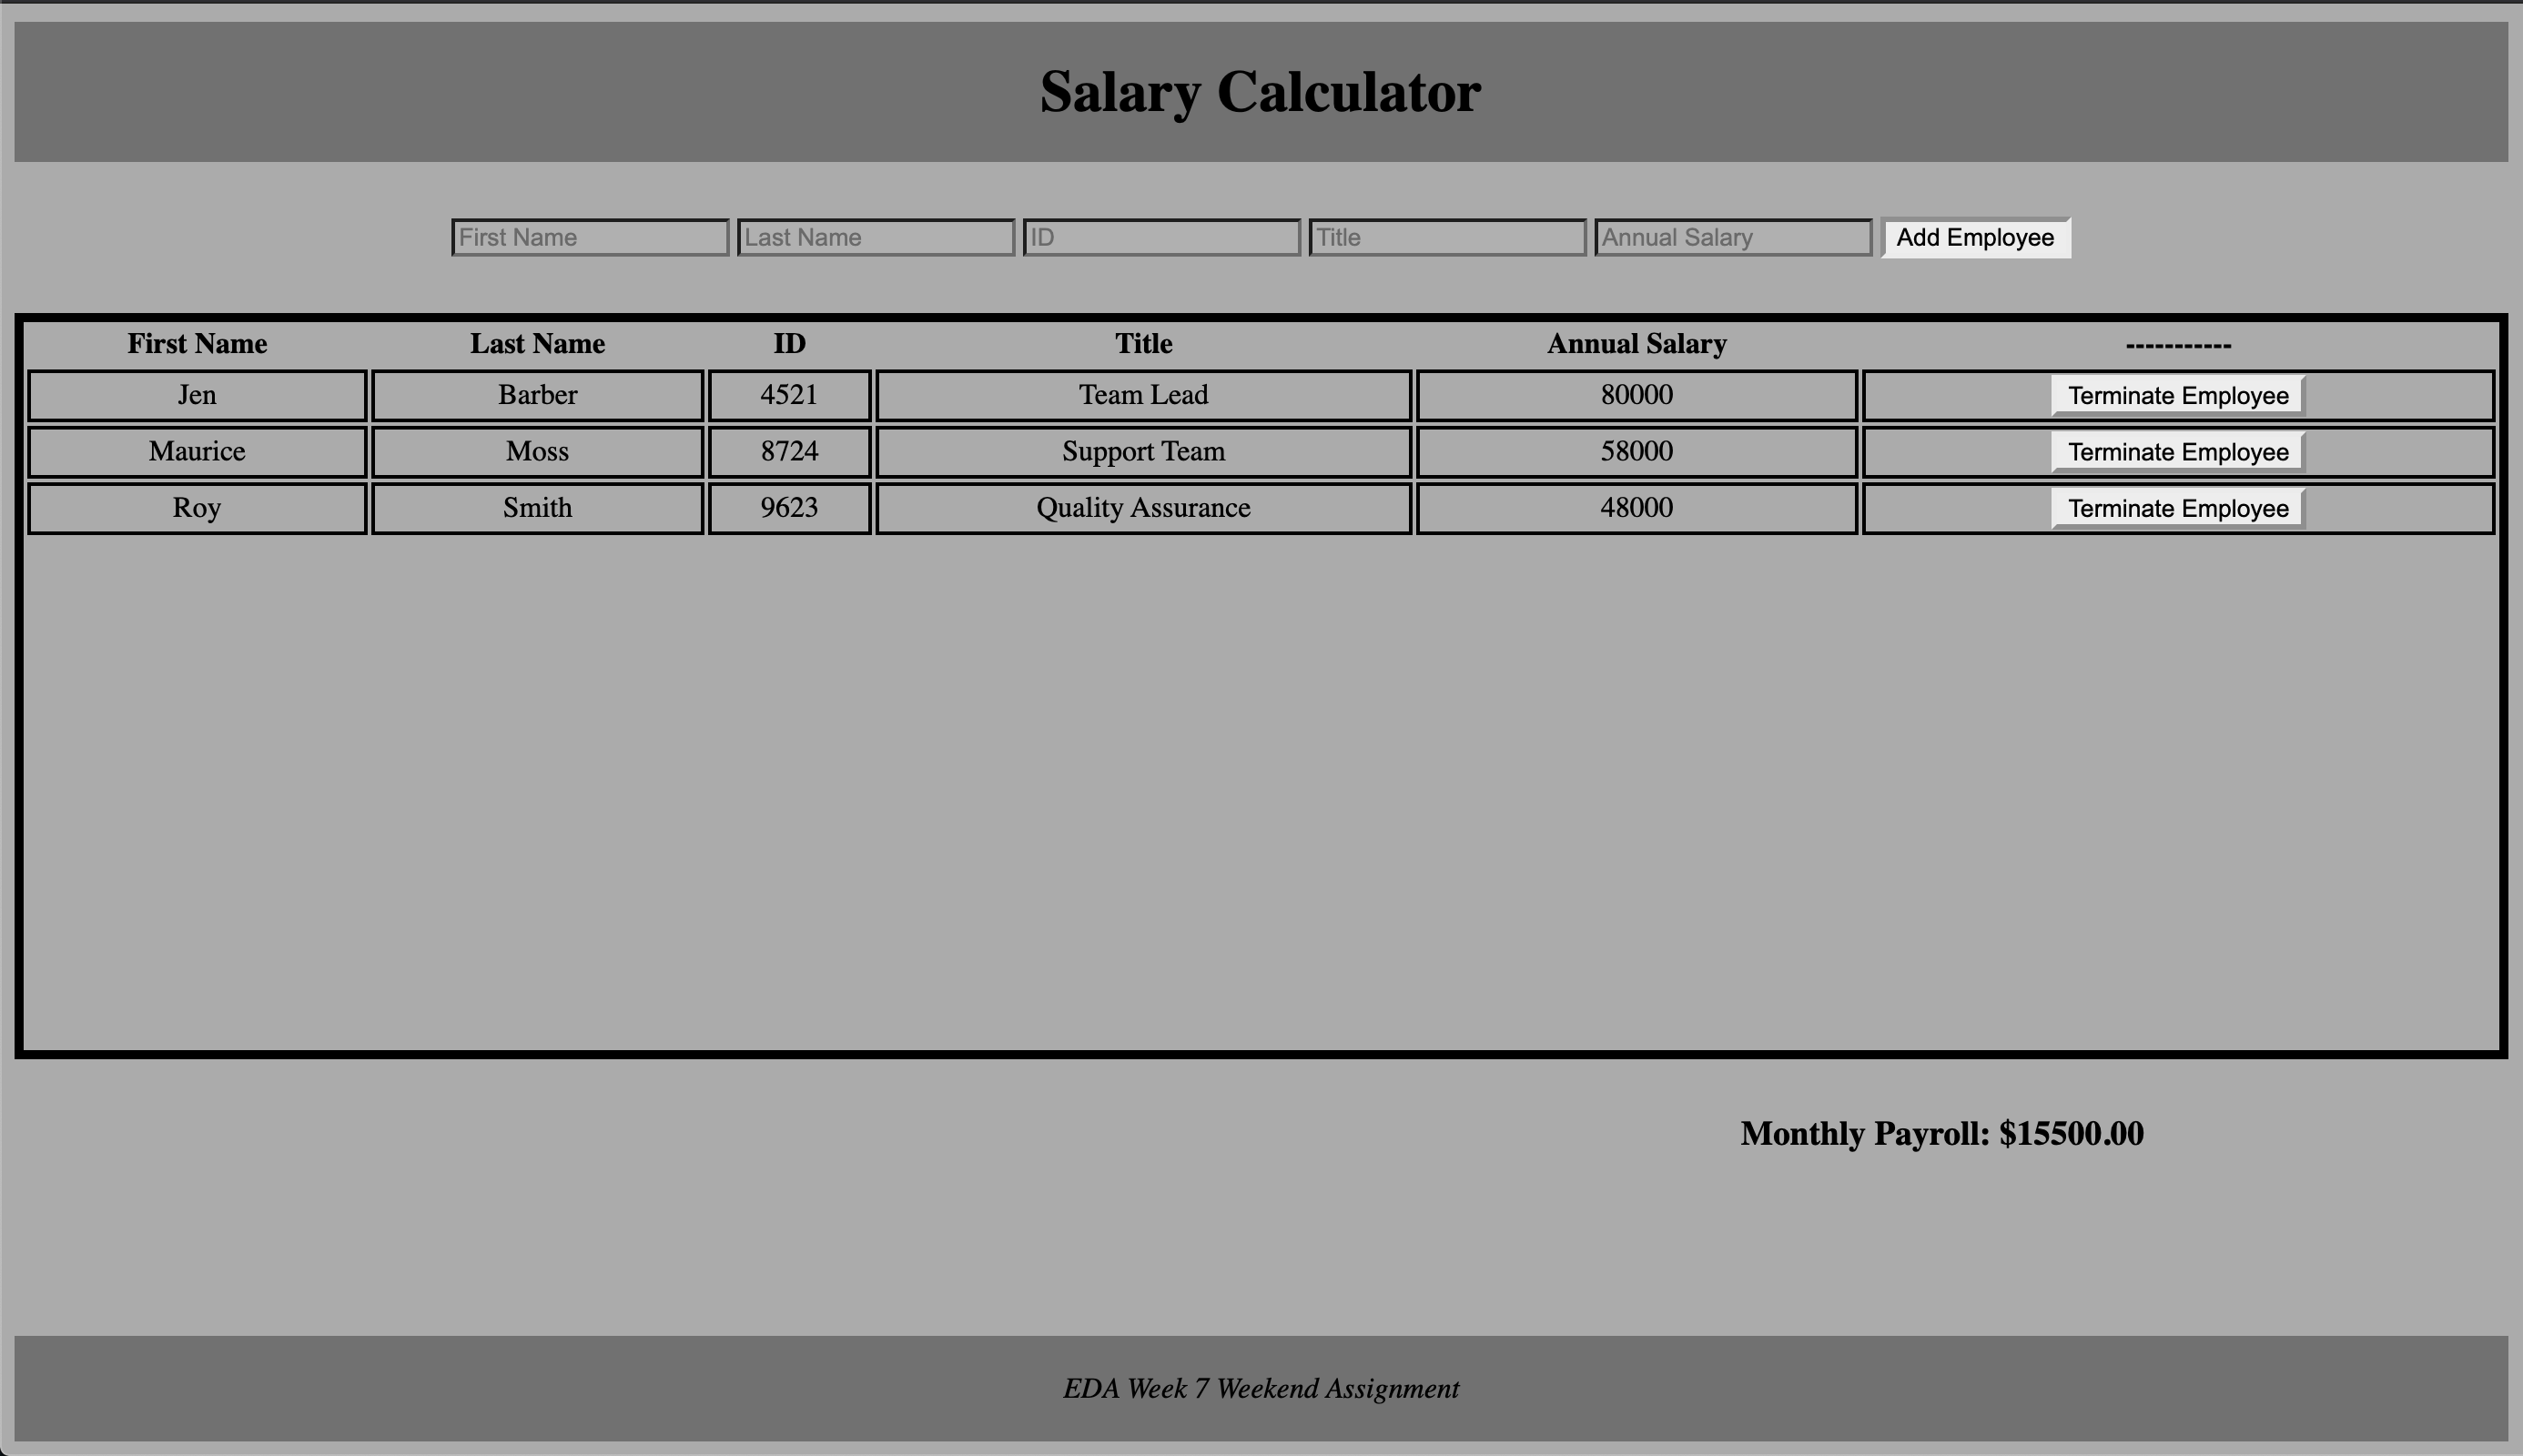 Salary Calculator
First Name Last Name ID Title Annual Salary Add Employee
First Name Last Name ID Title Annual Salary -----------
Jen Barber 4521 Team Lead 80000 Terminate Employee
Maurice Moss 8724 Support Team 58000 Terminate Employee
Roy Smith 9623 Quality Assurance 48000 Terminate Employee
Monthly Payroll: $15500.00
EDA Week 7 Weekend Assignment